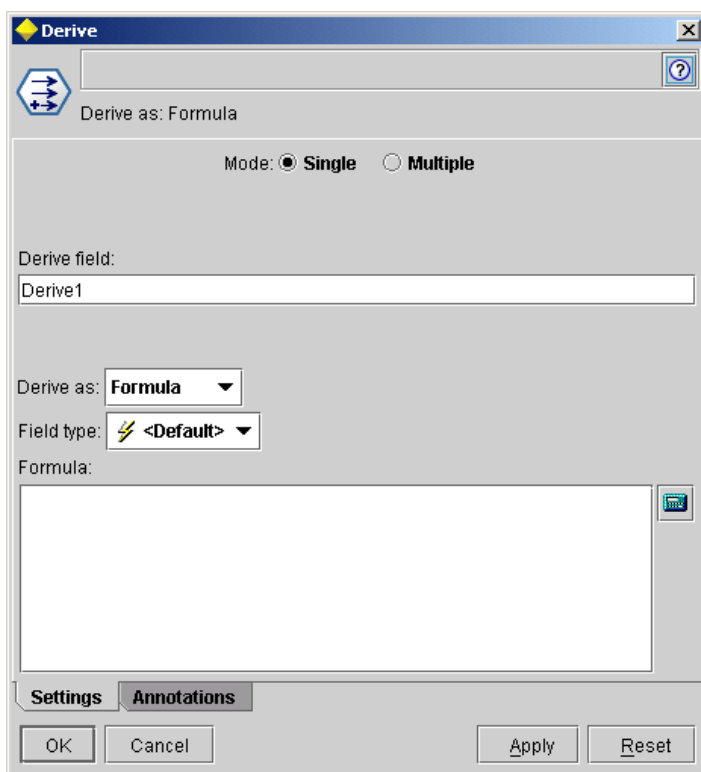 Derive
Derive as: Formula
Mode: Single Multiple
Derive field:
Derive1
Derive as: Formula
Field type: <Default>
Formula:
Settings Annotations
OK Cancel Apply Reset